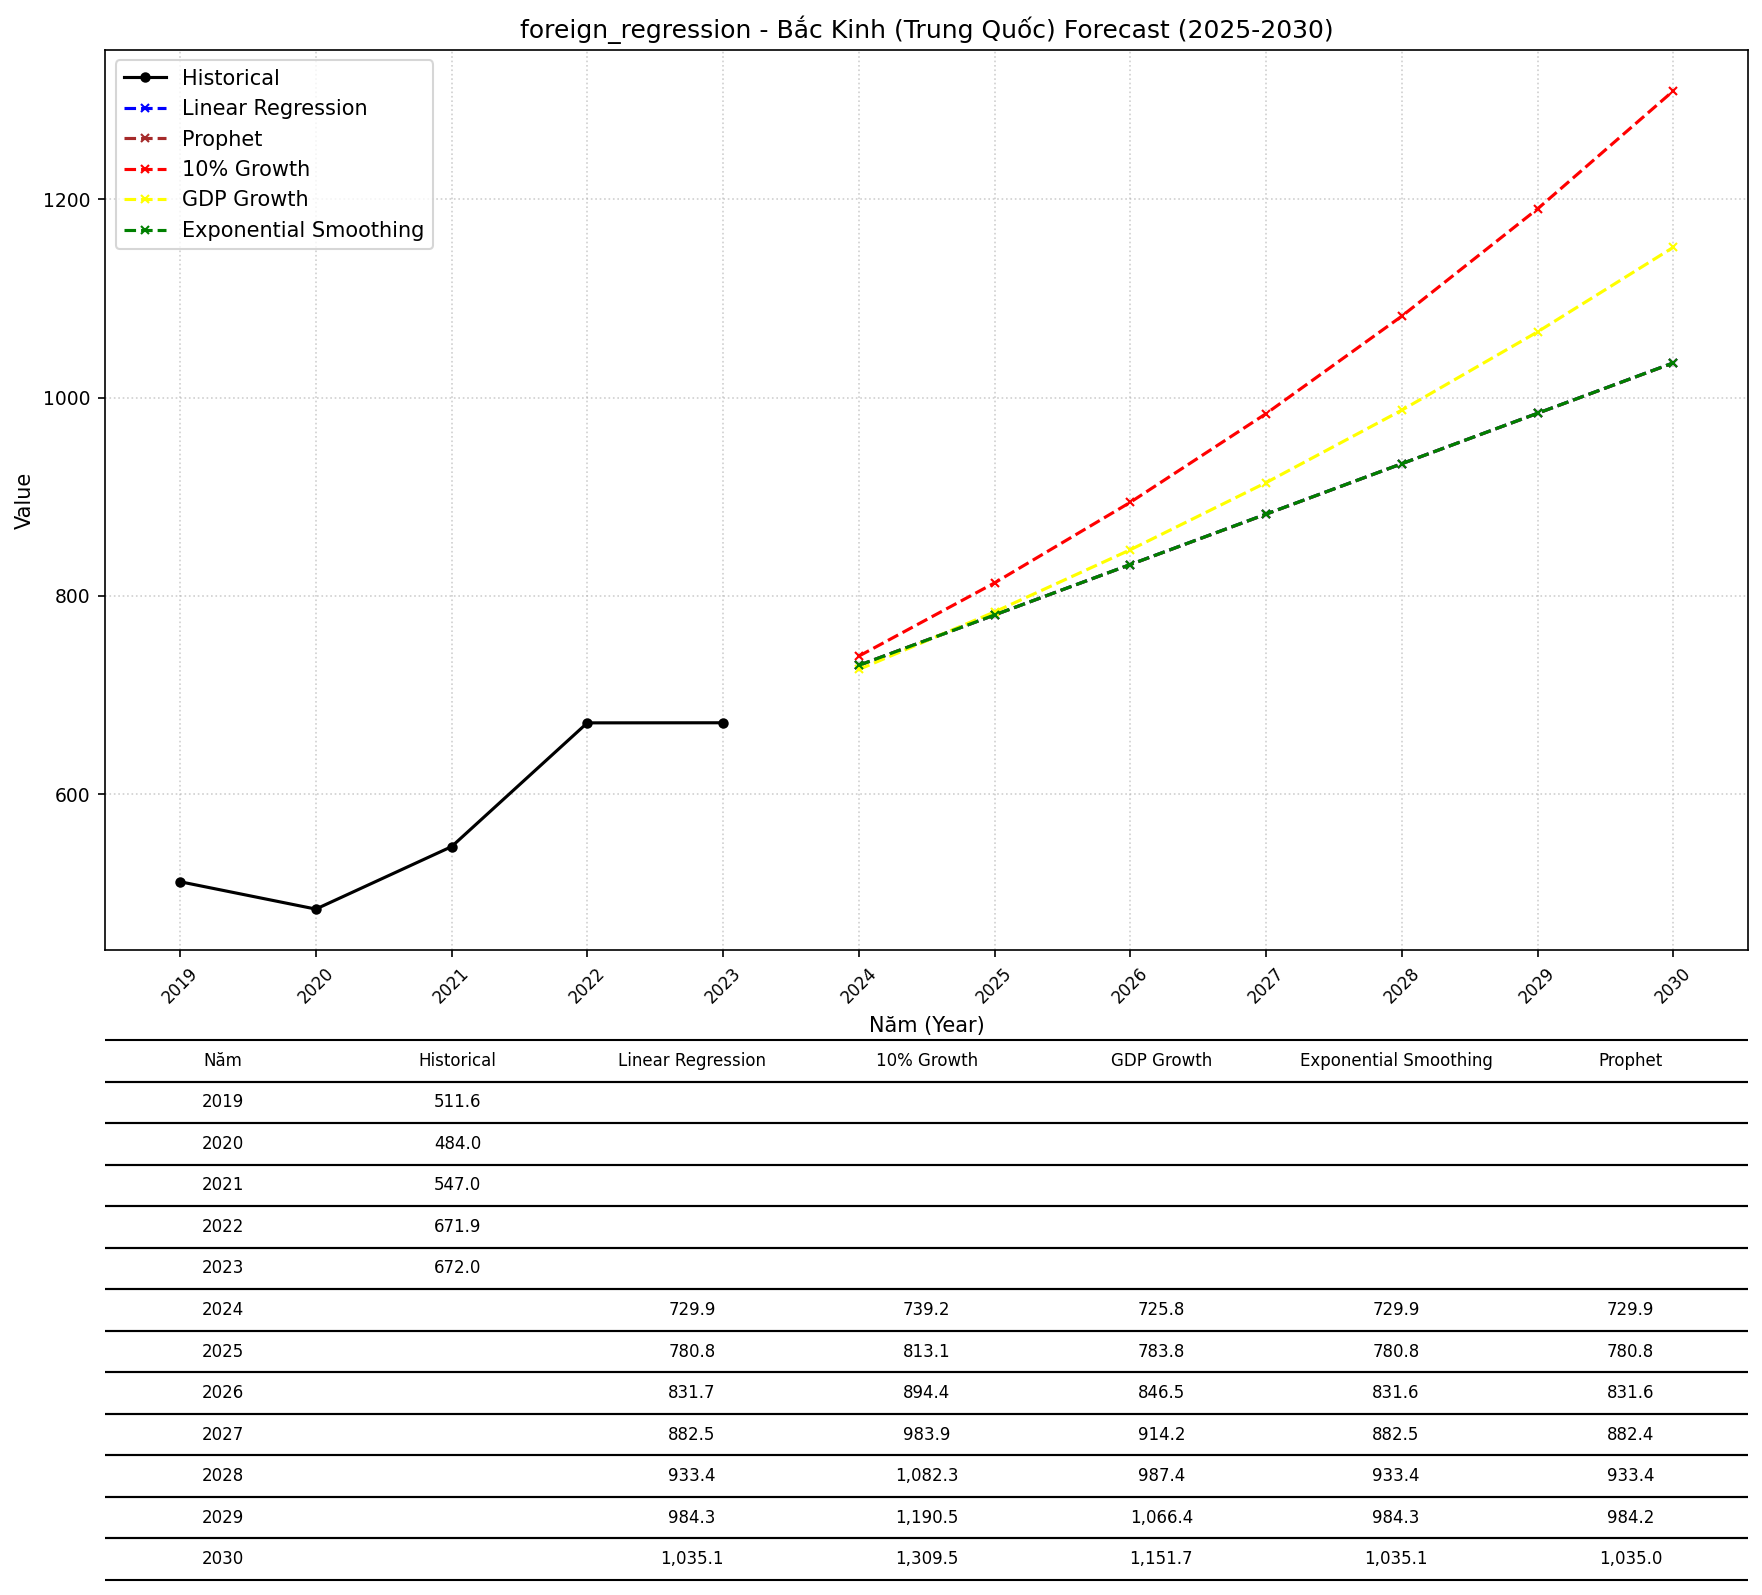 foreign_regression - Bắc Kinh (Trung Quốc) Forecast (2025-2030)
Historical
Linear Regression
Prophet
10% Growth
GDP Growth
Exponential Smoothing
1200
1000
800
600
Value
2019 2020 2021 2022 2023 2024 2025 2026 2027 2028 2029 2030
Năm (Year)
Năm Historical Linear Regression 10% Growth GDP Growth Exponential Smoothing Prophet
2019 511.6
2020 484.0
2021 547.0
2022 671.9
2023 672.0
2024 729.9 739.2 725.8 729.9 729.9
2025 780.8 813.1 783.8 780.8 780.8
2026 831.7 894.4 846.5 831.6 831.6
2027 882.5 983.9 914.2 882.5 882.4
2028 933.4 1,082.3 987.4 933.4 933.4
2029 984.3 1,190.5 1,066.4 984.3 984.2
2030 1,035.1 1,309.5 1,151.7 1,035.1 1,035.0